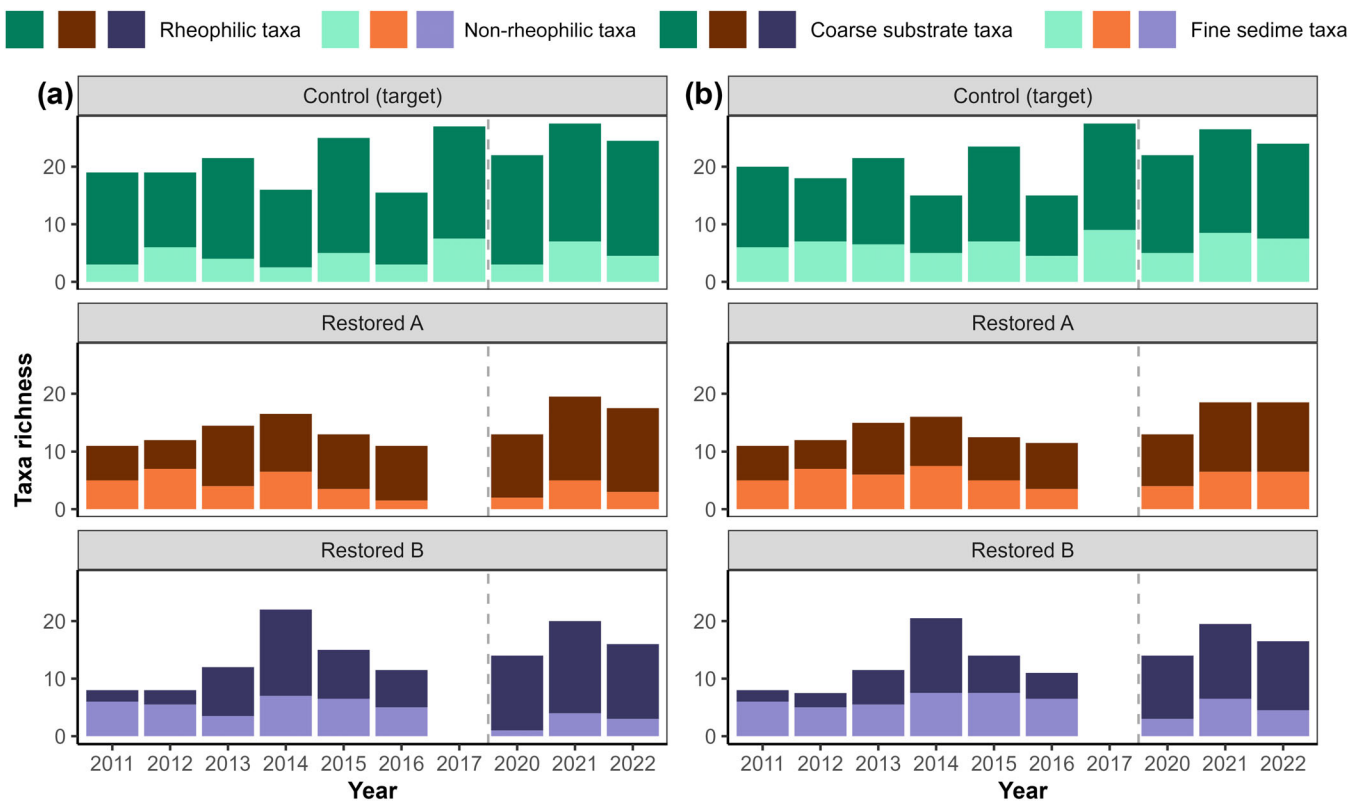 Rheophilic taxa Non-rheophilic taxa Coarse substrate taxa Fine sedime taxa
(a) Control (target)
20
10
0
Restored A
20
10
0
Restored B
20
10
0
2011 2012 2013 2014 2015 2016 2017 2020 2021 2022
Year
Taxa richness
(b) Control (target)
20
10
0
Restored A
20
10
0
Restored B
20
10
0
2011 2012 2013 2014 2015 2016 2017 2020 2021 2022
Year